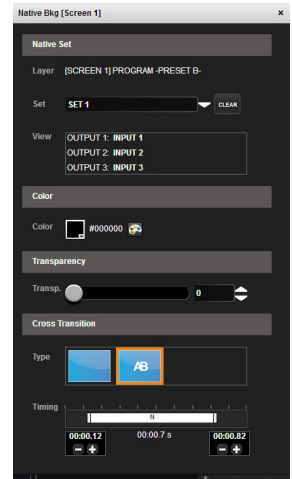 Native Bkg [Screen 1] ×
Native Set
Layer [SCREEN 1] PROGRAM -PRESET B-
Set SET 1 CLEAR
View OUTPUT 1: INPUT 1
OUTPUT 2: INPUT 2
OUTPUT 3: INPUT 3
Color
Color #000000
Transparency
Transp. 0
Cross Transition
Type AB
Timing N
00:00.12 00:00.7 s 00:00.82